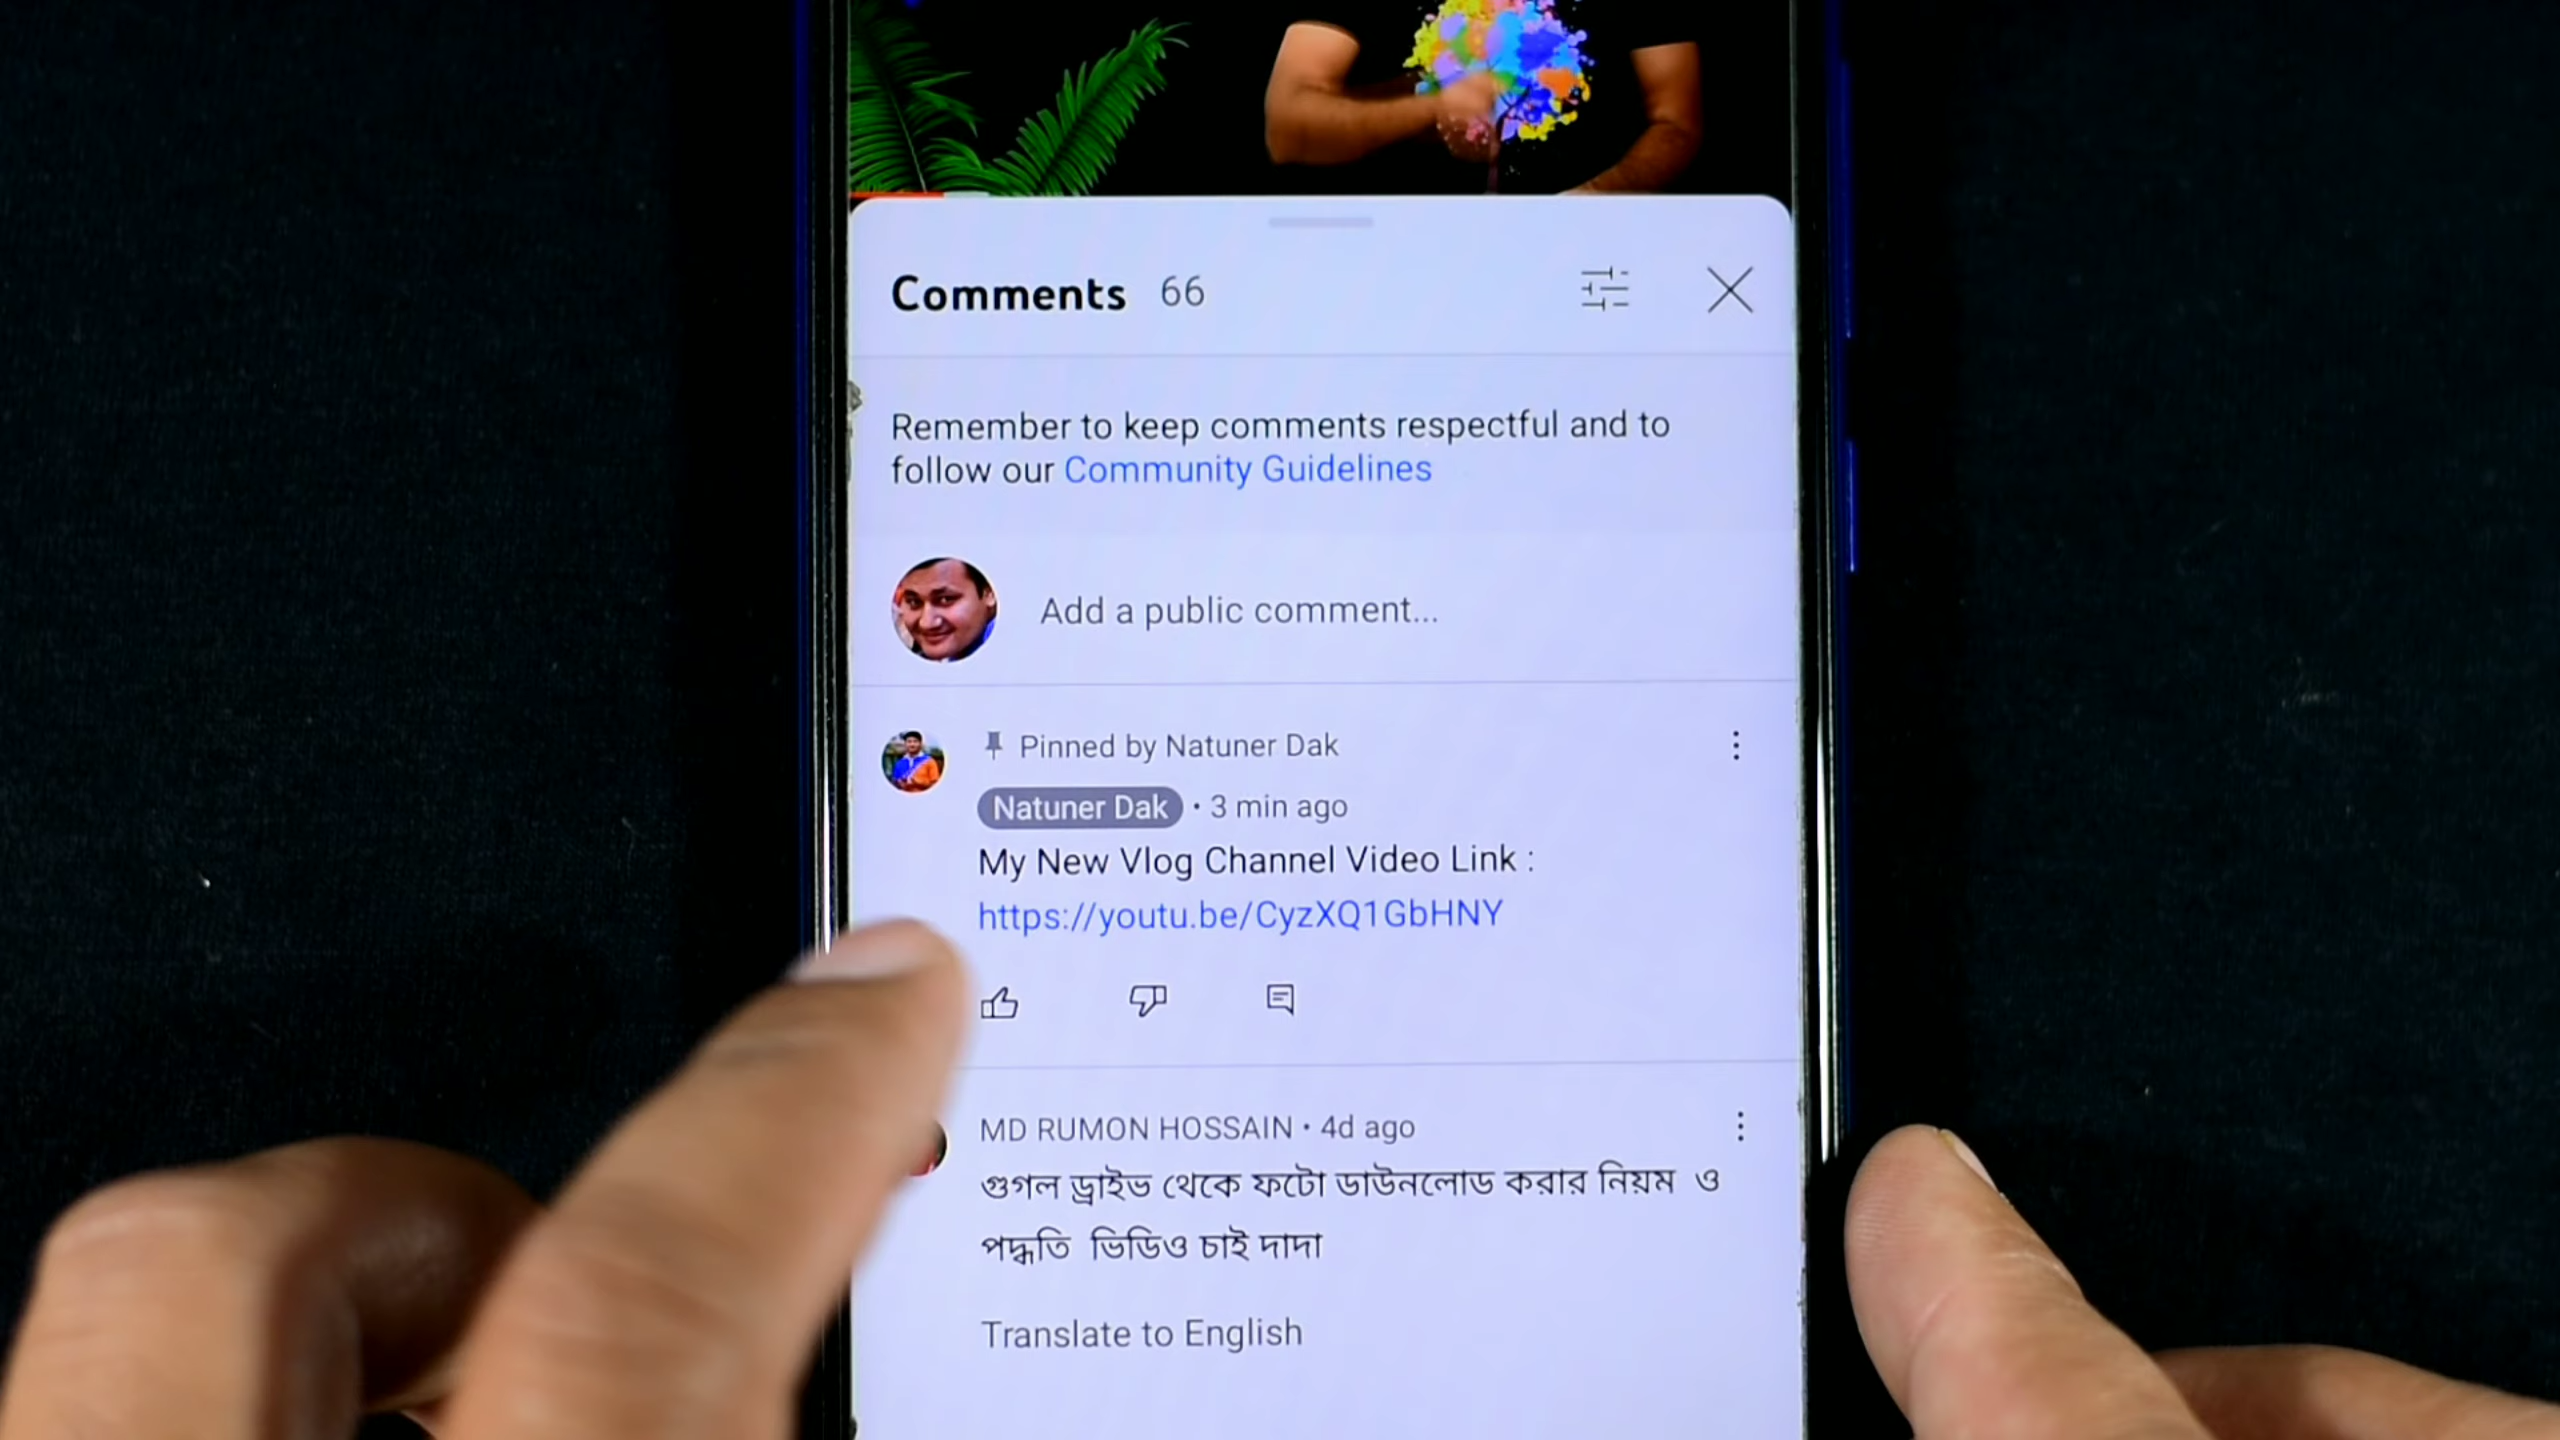 Comments 66
Remember to keep comments respectful and to
follow our Community Guidelines
Add a public comment...
Pinned by Natuner Dak
Natuner Dak • 3 min ago
My New Vlog Channel Video Link :
https://youtu.be/CyzXQ1GbHNY
MD RUMON HOSSAIN • 4d ago
গুগল ড্রাইভ থেকে ফটো ডাউনলোড করার নিয়ম ও
পদ্ধতি ভিডিও চাই দাদা
Translate to English